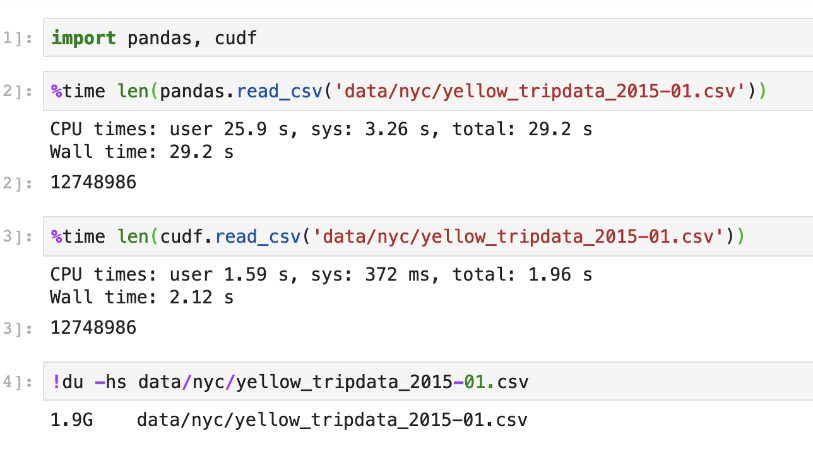 1]: import pandas, cudf
2]: %time len(pandas.read_csv('data/nyc/yellow_tripdata_2015-01.csv'))
CPU times: user 25.9 s, sys: 3.26 s, total: 29.2 s
Wall time: 29.2 s
2]: 12748986
3]: %time len(cudf.read_csv('data/nyc/yellow_tripdata_2015-01.csv'))
CPU times: user 1.59 s, sys: 372 ms, total: 1.96 s
Wall time: 2.12 s
3]: 12748986
4]: !du -hs data/nyc/yellow_tripdata_2015-01.csv
1.9G data/nyc/yellow_tripdata_2015-01.csv